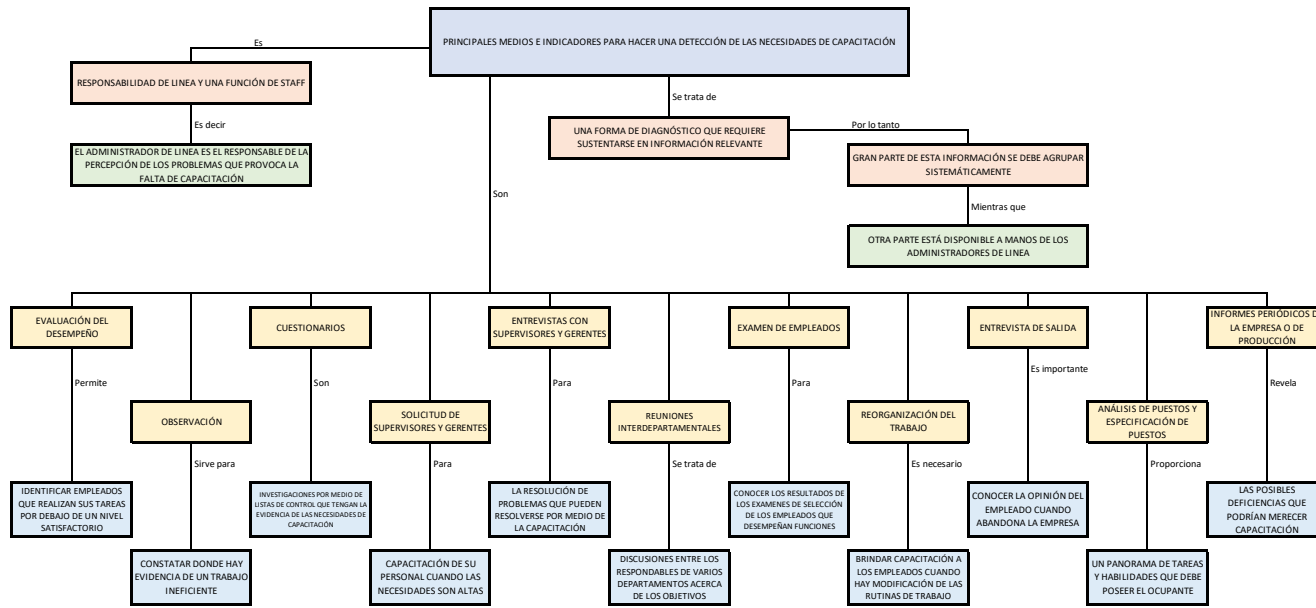 PRINCIPALES MEDIOS E INDICADORES PARA HACER UNA DETECCIÓN DE LAS NECESIDADES DE CAPACITACIÓN
Es
RESPONSABILIDAD DE LINEA Y UNA FUNCIÓN DE STAFF
Es decir
EL ADMINISTRADOR DE LINEA ES EL RESPONSABLE DE LA
PERCEPCIÓN DE LOS PROBLEMAS QUE PROVOCA LA
FALTA DE CAPACITACIÓN
Se trata de
UNA FORMA DE DIAGNÓSTICO QUE REQUIERE
SUSTENTARSE EN INFORMACIÓN RELEVANTE
Por lo tanto
GRAN PARTE DE ESTA INFORMACIÓN SE DEBE AGRUPAR
SISTEMÁTICAMENTE
Mientras que
OTRA PARTE ESTÁ DISPONIBLE A MANOS DE LOS
ADMINISTRADORES DE LINEA
Son
EVALUACIÓN DEL
DESEMPEÑO
Permite
IDENTIFICAR EMPLEADOS
QUE REALIZAN SUS TAREAS
POR DEBAJO DE UN NIVEL
SATISFACTORIO
OBSERVACIÓN
Sirve para
CONSTATAR DONDE HAY
EVIDENCIA DE UN TRABAJO
INEFICIENTE
CUESTIONARIOS
Son
INVESTIGACIONES POR MEDIO DE
LISTAS DE CONTROL QUE TENGAN LA
EVIDENCIA DE LAS NECESIDADES DE
CAPACITACIÓN
SOLICITUD DE
SUPERVISORES Y GERENTES
Para
CAPACITACIÓN DE SU
PERSONAL CUANDO LAS
NECESIDADES SON ALTAS
ENTREVISTAS CON
SUPERVISORES Y GERENTES
Para
LA RESOLUCIÓN DE
PROBLEMAS QUE PUEDEN
RESOLVERSE POR MEDIO DE
LA CAPACITACIÓN
REUNIONES
INTERDEPARTAMENTALES
Se trata de
DISCUSIONES ENTRE LOS
RESPONDABLES DE VARIOS
DEPARTAMENTOS ACERCA
DE LOS OBJETIVOS
EXAMEN DE EMPLEADOS
Para
CONOCER LOS RESULTADOS DE
LOS EXAMENES DE SELECCIÓN
DE LOS EMPLEADOS QUE
DESEMPEÑAN FUNCIONES
REORGANIZACIÓN DEL
TRABAJO
Es necesario
BRINDAR CAPACITACIÓN A
LOS EMPLEADOS CUANDO
HAY MODIFICACIÓN DE LAS
RUTINAS DE TRABAJO
ENTREVISTA DE SALIDA
Es importante
CONOCER LA OPINIÓN DEL
EMPLEADO CUANDO
ABANDONA LA EMPRESA
ANÁLISIS DE PUESTOS Y
ESPECIFICACIÓN DE
PUESTOS
Proporciona
UN PANORAMA DE TAREAS
Y HABILIDADES QUE DEBE
POSEER EL OCUPANTE
INFORMES PERIÓDICOS D
LA EMPRESA O DE
PRODUCCIÓN
Revela
LAS POSIBLES
DEFICIENCIAS QUE
PODRÍAN MERECER
CAPACITACIÓN